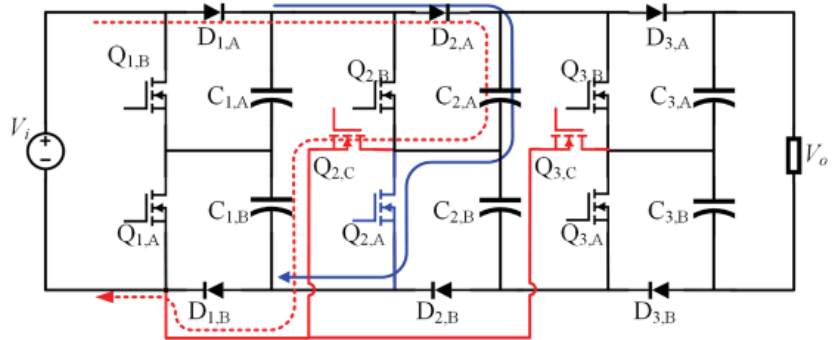 D1,A
D2,A
D3,A
Q1,B
Q2,B
Q3,B
C1,A
C2,A
C3,A
Vi
Q2,C
Q3,C
Vo
Q1,A
C1,B
Q2,A
C2,B
Q3,A
C3,B
D1,B
D2,B
D3,B